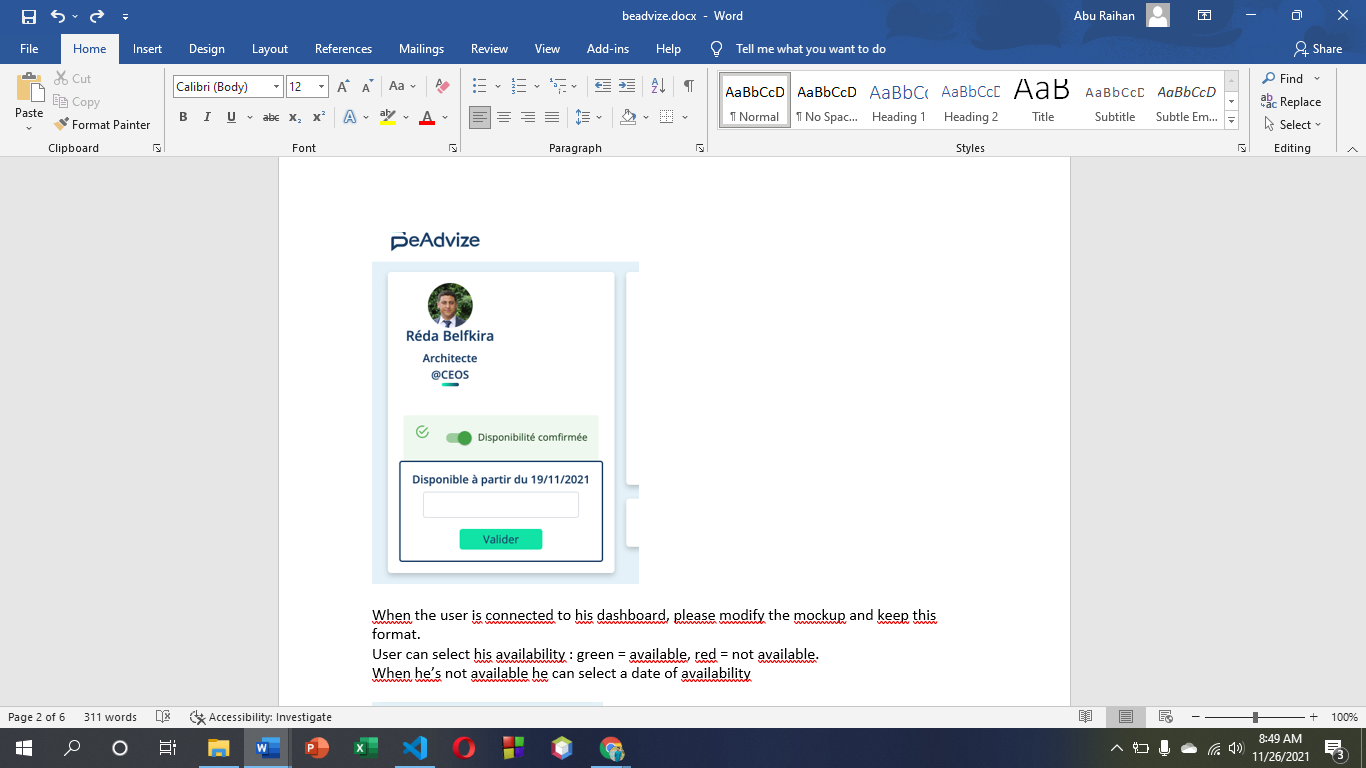 beadvize.docx - Word
Abu Raihan
File Home Insert Design Layout References Mailings Review View Add-ins Help Tell me what you want to do Share
Paste
Cut
Copy
Format Painter
Clipboard
Calibri (Body) 12
Aa
B I U abc x₂ x²
A A
Font
Paragraph
AaBbCcD AaBbCcD AaBbCc AaBbCcD AaB AaBbCcD AaBbCcD
¶ Normal ¶ No Spac... Heading 1 Heading 2 Title Subtitle Subtle Em...
Styles
Find
Replace
Select
Editing
BeAdvize
Réda Belfkira
Architecte
@CEOS
Disponibilité comfirmée
Disponible à partir du 19/11/2021
Valider
When the user is connected to his dashboard, please modify the mockup and keep this
format.
User can select his availability : green = available, red = not available.
When he’s not available he can select a date of availability
Page 2 of 6 311 words Accessibility: Investigate 100%
8:49 AM
11/26/2021
3